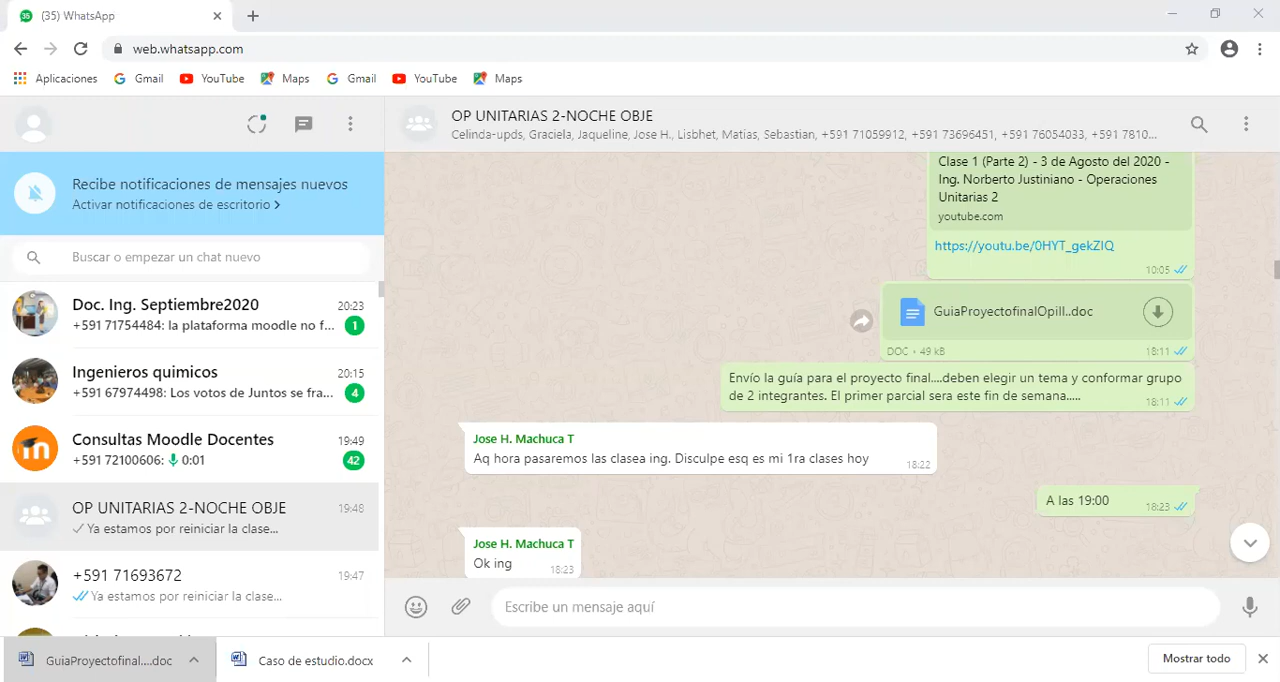 (35) WhatsApp
web.whatsapp.com
Aplicaciones
Gmail
YouTube
Maps
Gmail
YouTube
Maps
Recibe notificaciones de mensajes nuevos
Activar notificaciones de escritorio >
Buscar o empezar un chat nuevo
Doc. Ing. Septiembre2020
20:23
+591 71754484: la plataforma moodle no f...
1
Ingenieros quimicos
20:15
+591 67974498: Los votos de Juntos se fra...
4
Consultas Moodle Docentes
19:49
+591 72100606: 0:01
42
OP UNITARIAS 2-NOCHE OBJE
19:48
Ya estamos por reiniciar la clase...
+591 71693672
19:47
Ya estamos por reiniciar la clase...
OP UNITARIAS 2-NOCHE OBJE
Celinda-upds, Graciela, Jaqueline, Jose H., Lisbhet, Matias, Sebastian, +591 71059912, +591 73696451, +591 76054033, +591 7810...
Clase 1 (Parte 2) - 3 de Agosto del 2020 -
Ing. Norberto Justiniano - Operaciones
Unitarias 2
youtube.com
https://youtu.be/0HYT_gekZIQ
10:05
GuiaProyectofinalOpill..doc
DOC • 49 kB
18:11
Envío la guía para el proyecto final....deben elegir un tema y conformar grupo
de 2 integrantes. El primer parcial sera este fin de semana.....
18:11
Jose H. Machuca T
Aq hora pasaremos las clasea ing. Disculpe esq es mi 1ra clases hoy
18:22
A las 19:00
18:23
Jose H. Machuca T
Ok ing
18:23
Escribe un mensaje aquí
GuiaProyectofinal....doc
Caso de estudio.docx
Mostrar todo